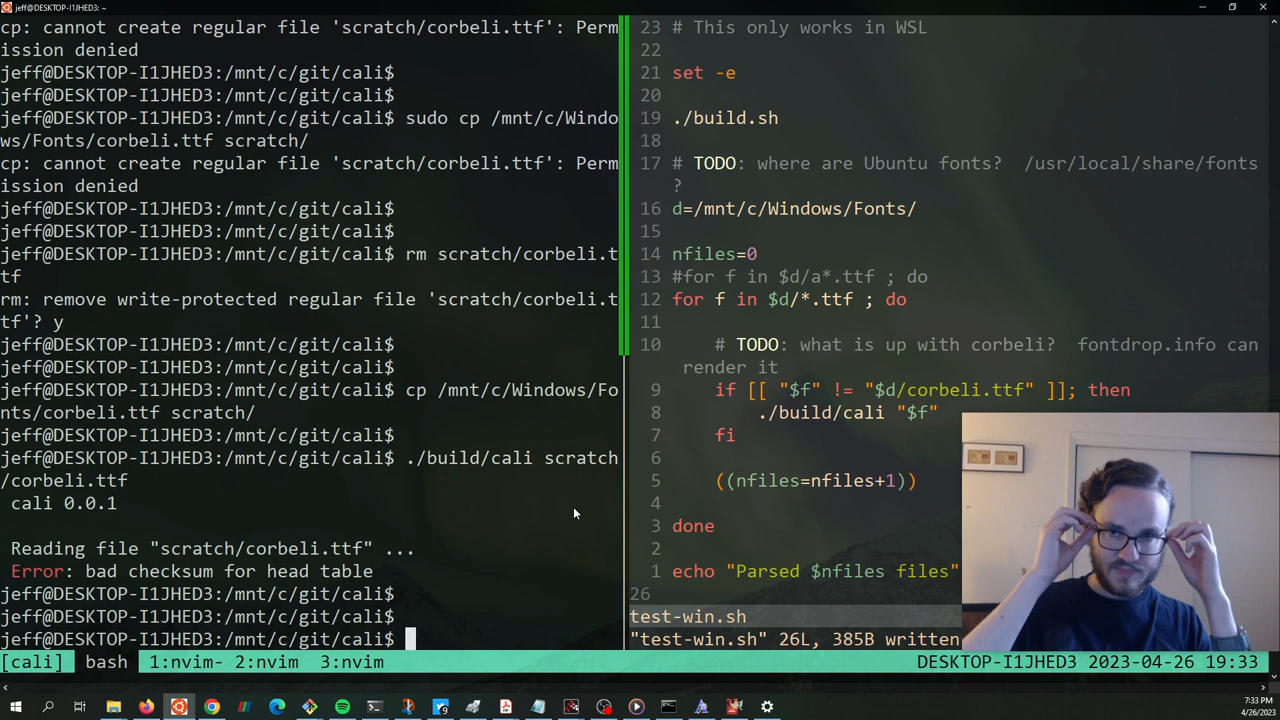 jeff@DESKTOP-I1JHED3: ~
cp: cannot create regular file 'scratch/corbeli.ttf': Perm
ission denied
jeff@DESKTOP-I1JHED3:/mnt/c/git/cali$
jeff@DESKTOP-I1JHED3:/mnt/c/git/cali$
jeff@DESKTOP-I1JHED3:/mnt/c/git/cali$ sudo cp /mnt/c/Windo
ws/Fonts/corbeli.ttf scratch/
cp: cannot create regular file 'scratch/corbeli.ttf': Perm
ission denied
jeff@DESKTOP-I1JHED3:/mnt/c/git/cali$
jeff@DESKTOP-I1JHED3:/mnt/c/git/cali$
jeff@DESKTOP-I1JHED3:/mnt/c/git/cali$ rm scratch/corbeli.t
tf
rm: remove write-protected regular file 'scratch/corbeli.t
tf'? y
jeff@DESKTOP-I1JHED3:/mnt/c/git/cali$
jeff@DESKTOP-I1JHED3:/mnt/c/git/cali$
jeff@DESKTOP-I1JHED3:/mnt/c/git/cali$ cp /mnt/c/Windows/Fo
nts/corbeli.ttf scratch/
jeff@DESKTOP-I1JHED3:/mnt/c/git/cali$
jeff@DESKTOP-I1JHED3:/mnt/c/git/cali$ ./build/cali scratch
/corbeli.ttf
cali 0.0.1
Reading file "scratch/corbeli.ttf" ...
Error: bad checksum for head table
jeff@DESKTOP-I1JHED3:/mnt/c/git/cali$
jeff@DESKTOP-I1JHED3:/mnt/c/git/cali$
jeff@DESKTOP-I1JHED3:/mnt/c/git/cali$
23 # This only works in WSL
22
21 set -e
20
19 ./build.sh
18
17 # TODO: where are Ubuntu fonts?  /usr/local/share/fonts
?
16 d=/mnt/c/Windows/Fonts/
15
14 nfiles=0
13 #for f in $d/a*.ttf ; do
12 for f in $d/*.ttf ; do
11
10     # TODO: what is up with corbeli?  fontdrop.info can
render it
9     if [[ "$f" != "$d/corbeli.ttf" ]]; then
8         ./build/cali "$f"
7     fi
6
5     ((nfiles=nfiles+1))
4
3 done
2
1 echo "Parsed $nfiles files"
26
test-win.sh
"test-win.sh" 26L, 385B written
[cali] bash 1:nvim- 2:nvim 3:nvim
DESKTOP-I1JHED3 2023-04-26 19:33
7:33 PM
4/26/2023